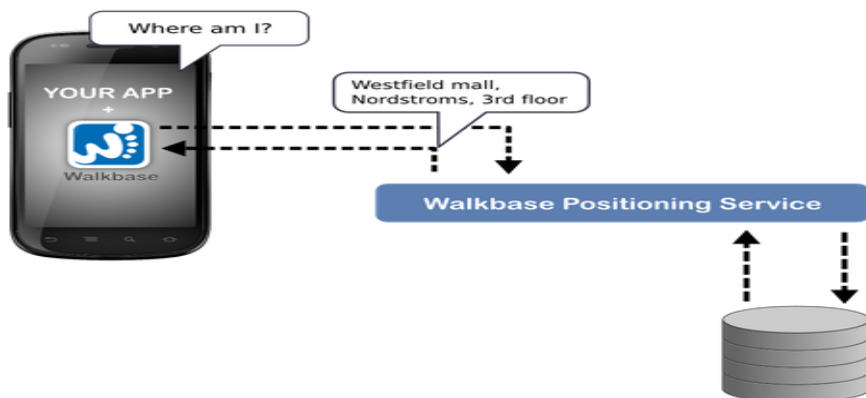 Where am I?
YOUR APP
+
Walkbase
Westfield mall,
Nordstroms, 3rd floor
Walkbase Positioning Service